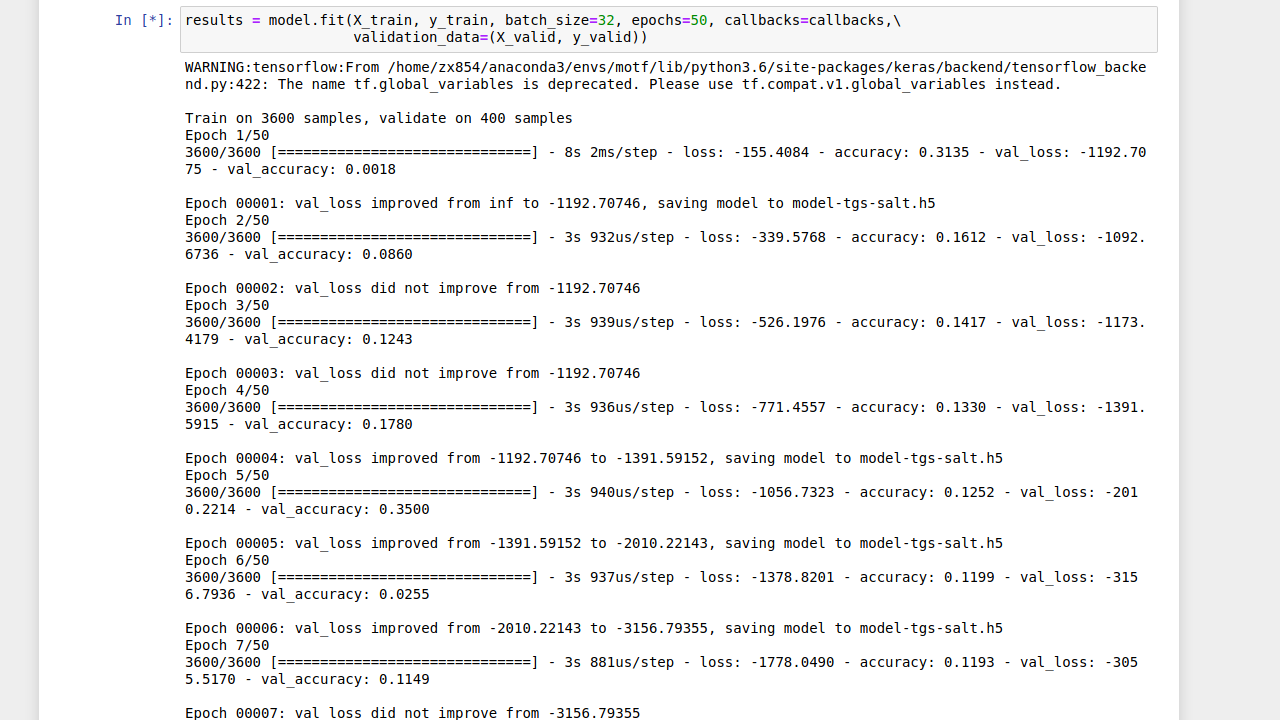 In [*]: results = model.fit(X_train, y_train, batch_size=32, epochs=50, callbacks=callbacks,\
validation_data=(X_valid, y_valid))
WARNING:tensorflow:From /home/zx854/anaconda3/envs/motf/lib/python3.6/site-packages/keras/backend/tensorflow_backe
nd.py:422: The name tf.global_variables is deprecated. Please use tf.compat.v1.global_variables instead.
Train on 3600 samples, validate on 400 samples
Epoch 1/50
3600/3600 [==============================] - 8s 2ms/step - loss: -155.4084 - accuracy: 0.3135 - val_loss: -1192.70
75 - val_accuracy: 0.0018
Epoch 00001: val_loss improved from inf to -1192.70746, saving model to model-tgs-salt.h5
Epoch 2/50
3600/3600 [==============================] - 3s 932us/step - loss: -339.5768 - accuracy: 0.1612 - val_loss: -1092.
6736 - val_accuracy: 0.0860
Epoch 00002: val_loss did not improve from -1192.70746
Epoch 3/50
3600/3600 [==============================] - 3s 939us/step - loss: -526.1976 - accuracy: 0.1417 - val_loss: -1173.
4179 - val_accuracy: 0.1243
Epoch 00003: val_loss did not improve from -1192.70746
Epoch 4/50
3600/3600 [==============================] - 3s 936us/step - loss: -771.4557 - accuracy: 0.1330 - val_loss: -1391.
5915 - val_accuracy: 0.1780
Epoch 00004: val_loss improved from -1192.70746 to -1391.59152, saving model to model-tgs-salt.h5
Epoch 5/50
3600/3600 [==============================] - 3s 940us/step - loss: -1056.7323 - accuracy: 0.1252 - val_loss: -201
0.2214 - val_accuracy: 0.3500
Epoch 00005: val_loss improved from -1391.59152 to -2010.22143, saving model to model-tgs-salt.h5
Epoch 6/50
3600/3600 [==============================] - 3s 937us/step - loss: -1378.8201 - accuracy: 0.1199 - val_loss: -315
6.7936 - val_accuracy: 0.0255
Epoch 00006: val_loss improved from -2010.22143 to -3156.79355, saving model to model-tgs-salt.h5
Epoch 7/50
3600/3600 [==============================] - 3s 881us/step - loss: -1778.0490 - accuracy: 0.1193 - val_loss: -305
5.5170 - val_accuracy: 0.1149
Epoch 00007: val loss did not improve from -3156.79355